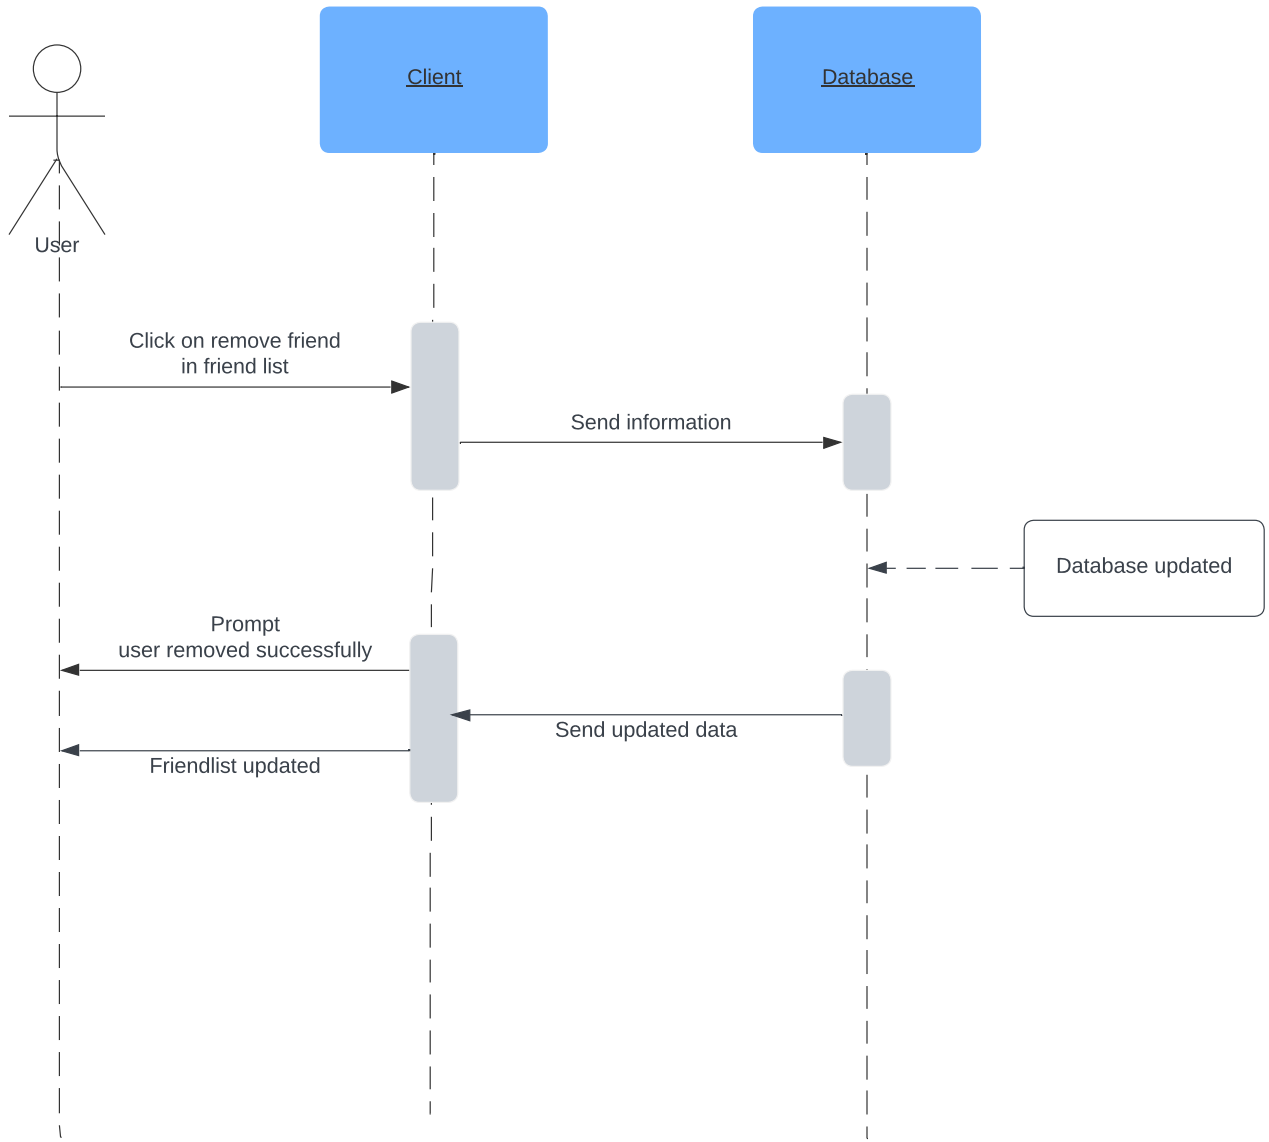 Client
Database
User
Click on remove friend
in friend list
Send information
Database updated
Prompt
user removed successfully
Send updated data
Friendlist updated